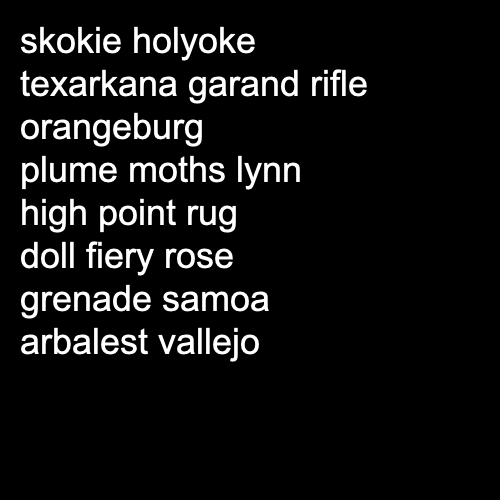 skokie holyoke
texarkana garand rifle
orangeburg
plume moths lynn
high point rug
doll fiery rose
grenade samoa
arbalest vallejo